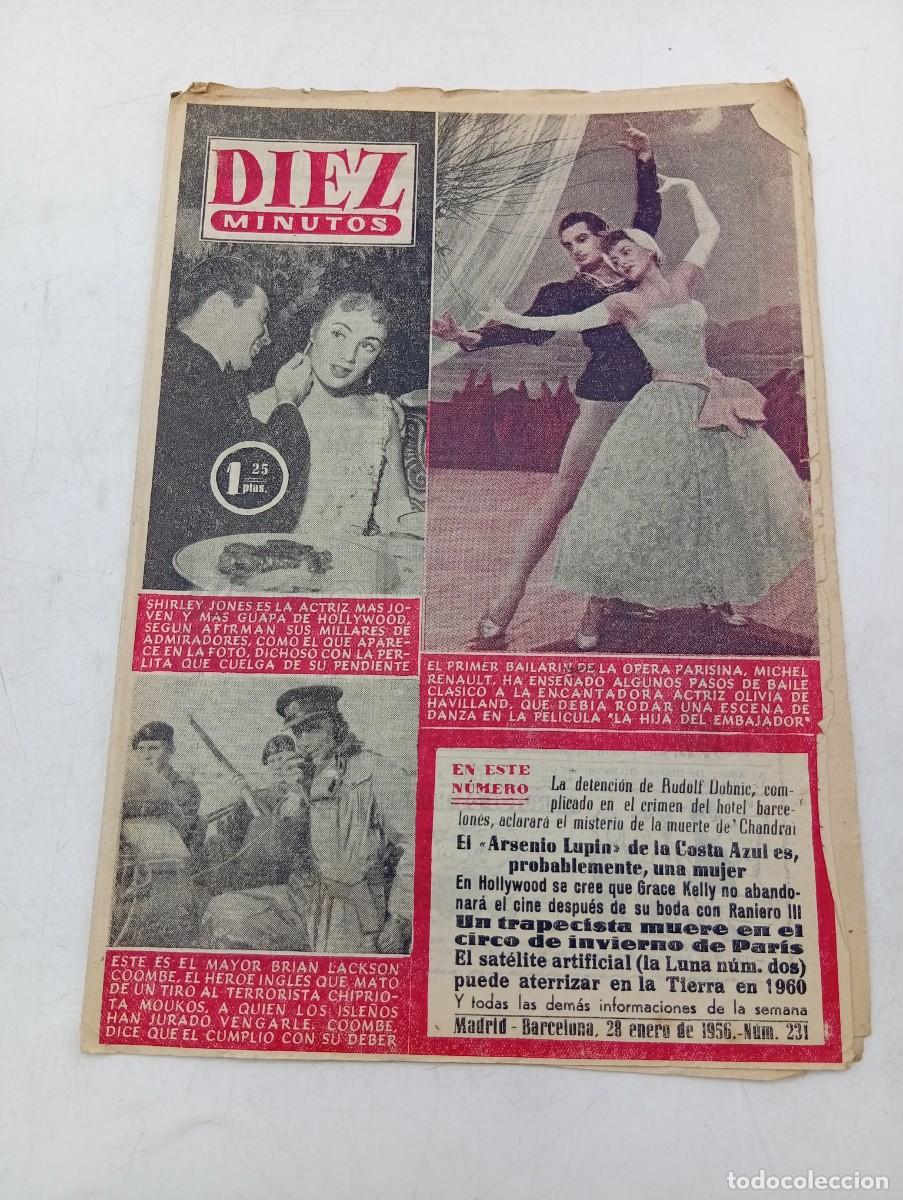 DIEZ
MINUTOS
1 25
ptas.
SHIRLEY JONES ES LA ACTRIZ MAS JO-
VEN Y MAS GUAPA DE HOLLYWOOD,
SEGUN AFIRMAN SUS MILLARES DE
ADMIRADORES, COMO EL QUE APARE-
CE EN LA FOTO, DICHOSO CON LA PER-
LITA QUE CUELGA DE SU PENDIENTE
EL PRIMER BAILARIN DE LA OPERA PARISINA, MICHEL
RENAULT, HA ENSEÑADO ALGUNOS PASOS DE BAILE
CLASICO A LA ENCANTADORA ACTRIZ OLIVIA DE
HAVILLAND, QUE DEBIA RODAR UNA ESCENA DE
DANZA EN LA PELICULA "LA HIJA DEL EMBAJADOR"
ESTE ES EL MAYOR BRIAN LACKSON
COOMBE, EL HEROE INGLES QUE MATO
DE UN TIRO AL TERRORISTA CHIPRIO-
TA MOUKOS, A QUIEN LOS ISLEÑOS
HAN JURADO VENGARLE. COOMBE
DICE QUE EL CUMPLIO CON SU DEBER
EN ESTE
NÚMERO
La detención de Rudolf Dubnic, com-
plicado en el crimen del hotel barce-
lonés, aclarará el misterio de la muerte de Chandrai
El «Arsenio Lupin» de la Costa Azul es,
probablemente, una mujer
En Hollywood se cree que Grace Kelly no abando-
nará el cine después de su boda con Raniero III
Un trapecista muere en el
circo de invierno de París
El satélite artificial (la Luna núm. dos)
puede aterrizar en la Tierra en 1960
Y todas las demás informaciones de la semana
Madrid - Barcelona, 28 enero de 1956.-Núm. 231
todocoleccion